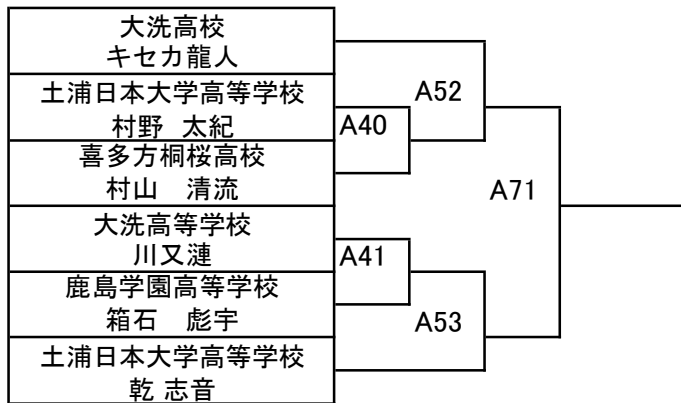 大洗高校
キセカ龍人
土浦日本大学高等学校
村野 太紀
喜多方桐桜高校
村山 清流
大洗高等学校
川又漣
鹿島学園高等学校
箱石 彪宇
土浦日本大学高等学校
乾 志音
A40
A41
A52
A53
A71